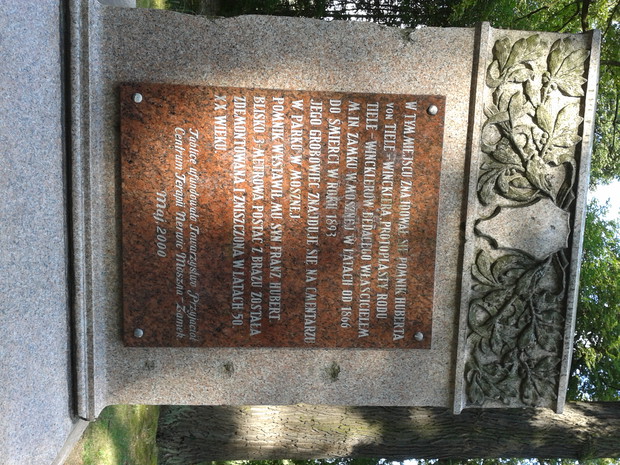 W TYM MIEJSCU ZNAJDOWAŁ SIĘ POMNIK HUBERTA
VON TIELE-WINCKLERA PROTOPLASTY RODU
TIELE-WINCKLERÓW BĘDĄCEGO WŁAŚCICIELEM
M.IN. ZAMKU W MOSZNEJ W LATACH OD 1866
DO ŚMIERCI W ROKU 1893
JEGO GROBOWIEC ZNAJDUJE SIĘ NA CMENTARZU
W PARKU W MOSZNEJ
POMNIK WYSTAWIŁ MU SYN FRANZ HUBERT
BLISKO 3-METROWA POSTAĆ Z BRĄZU ZOSTAŁA
ZDEMONTOWANA I ZNISZCZONA W LATACH 50.
XX WIEKU
Tablicę ufundowało Towarzystwo Przyjaciół
Centrum Terapii Nerwic Moszna-Zamek
Maj 2000